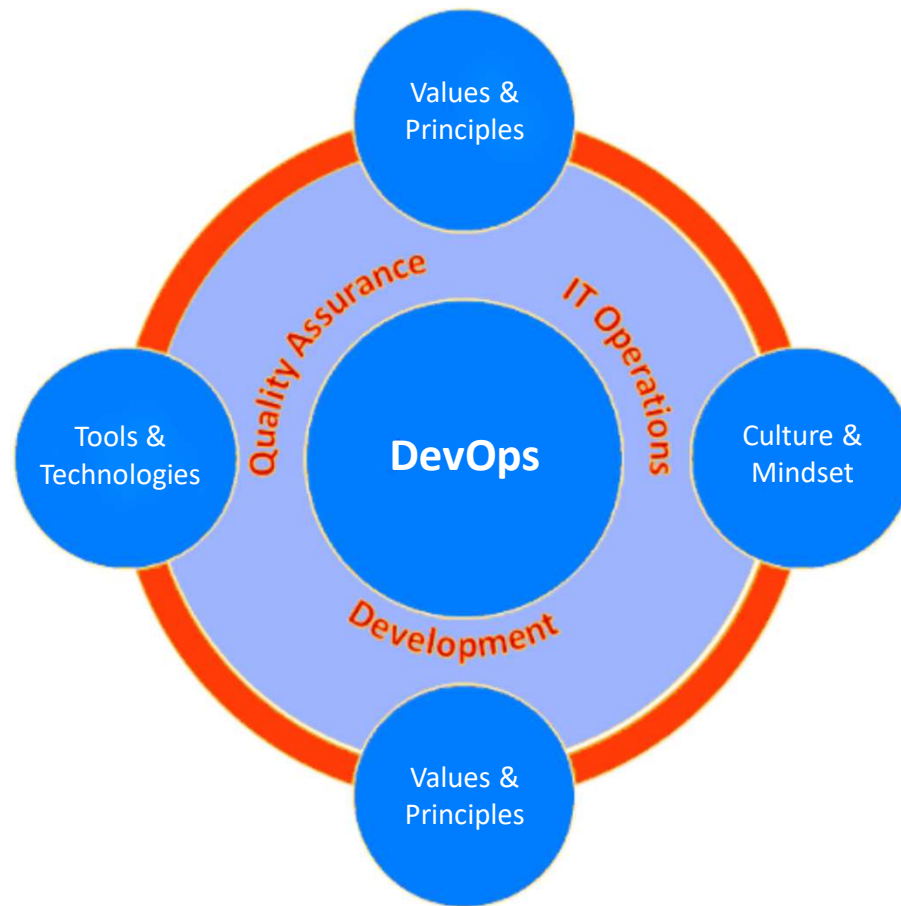 Values &
Principles
Quality Assurance
IT Operations
Tools &
Technologies
DevOps
Culture &
Mindset
Development
Values &
Principles